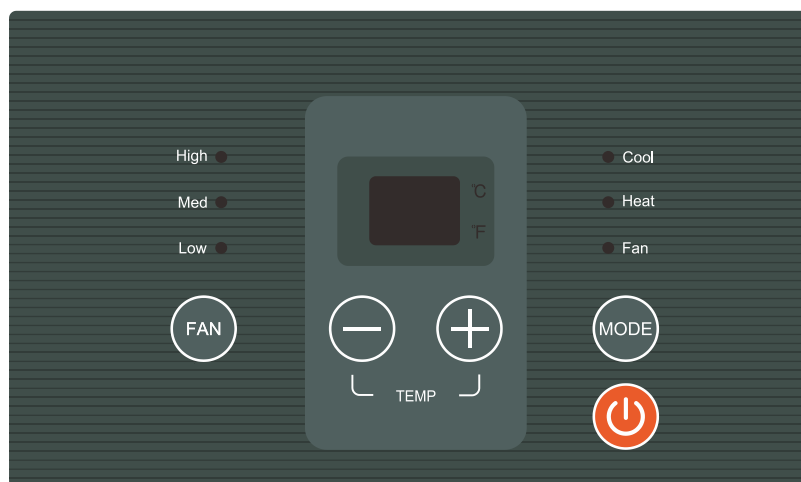 High
Cool
℃
Med
Heat
℉
Low
Fan
FAN
MODE
TEMP